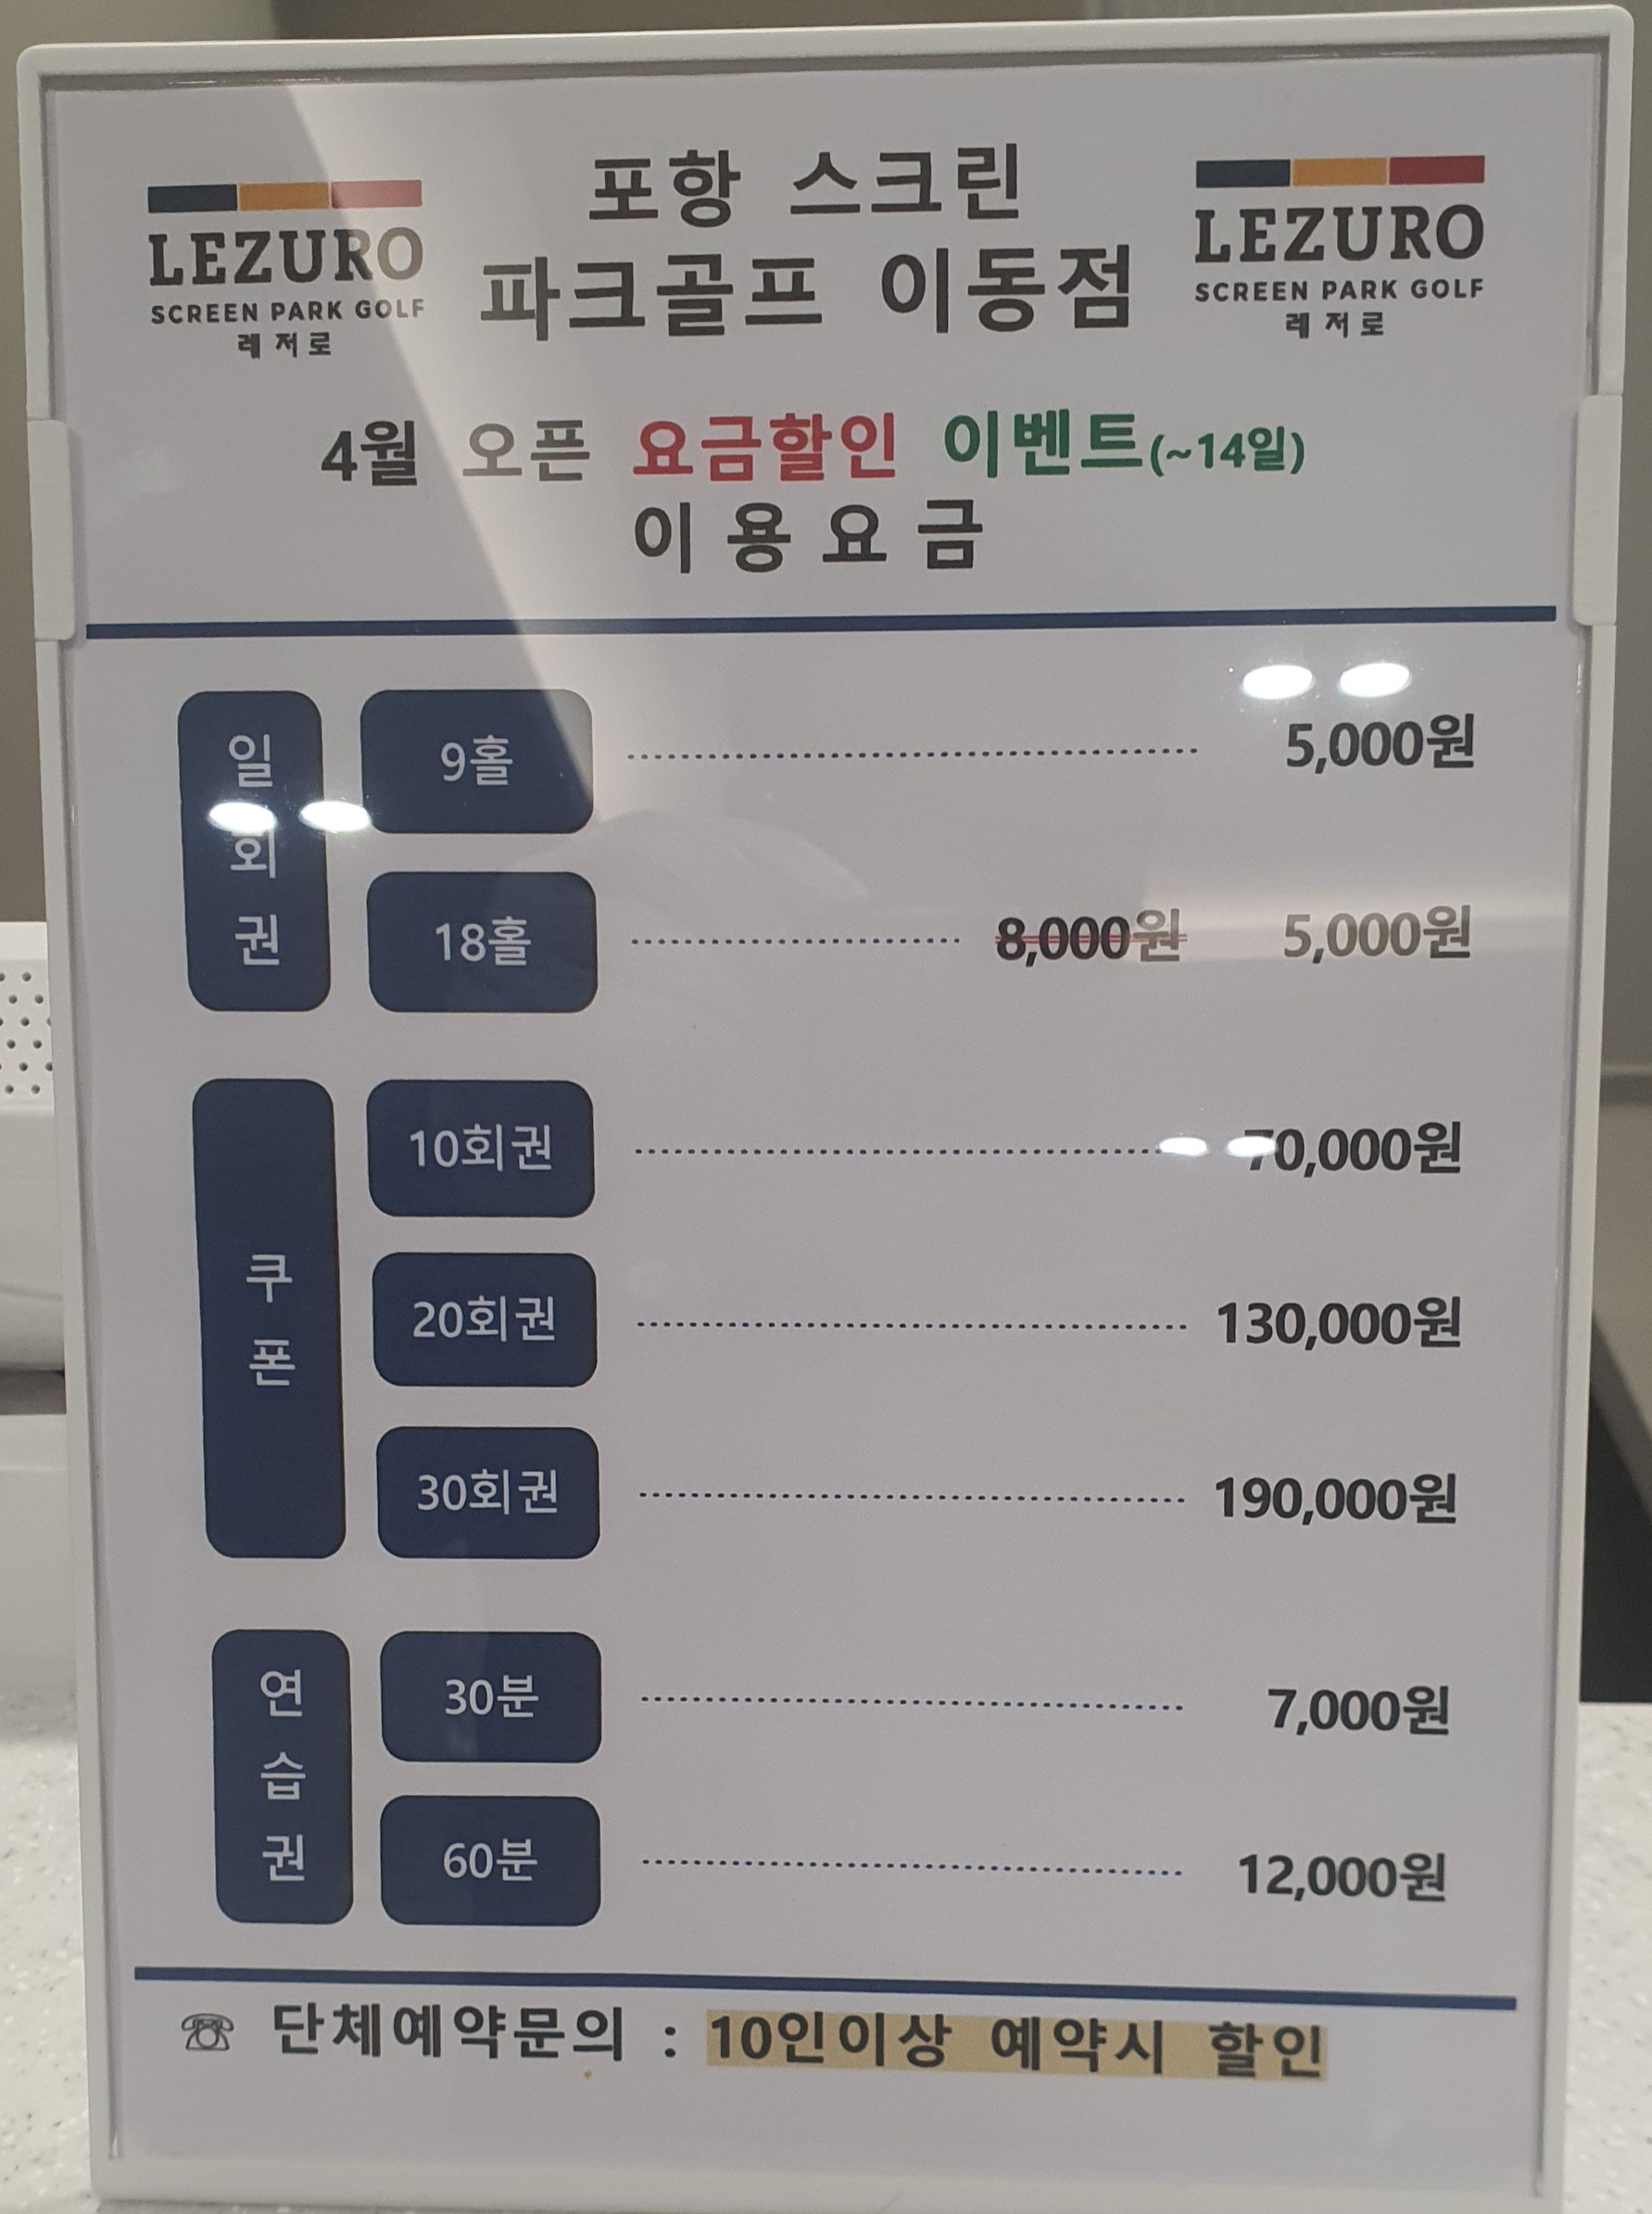 LEZURO
SCREEN PARK GOLF
레저로
포항 스크린
파크골프 이동점
LEZURO
SCREEN PARK GOLF
레저로
4월 오픈 요금할인 이벤트(~14일)
이용요금
일회권
9홀 5,000원
18홀 8,000원 5,000원
쿠폰
10회권 70,000원
20회권 130,000원
30회권 190,000원
연습권
30분 7,000원
60분 12,000원
☏ 단체예약문의 : 10인이상 예약시 할인